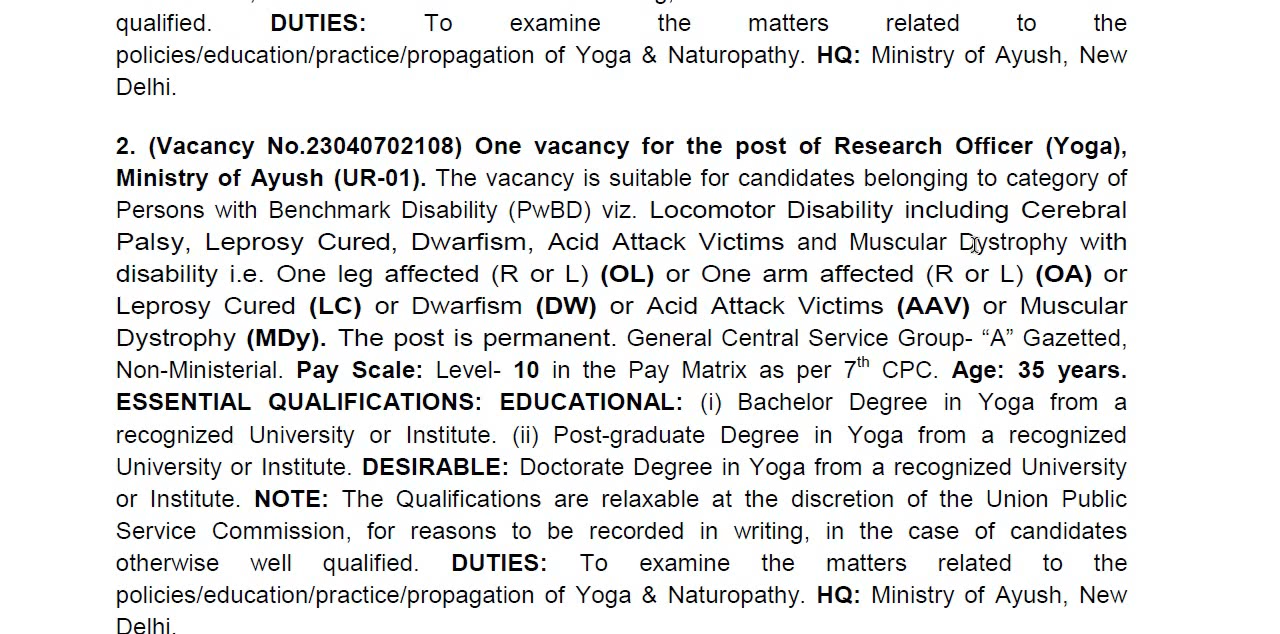 qualified. DUTIES: To examine the matters related to the
policies/education/practice/propagation of Yoga & Naturopathy. HQ: Ministry of Ayush, New
Delhi.
2. (Vacancy No.23040702108) One vacancy for the post of Research Officer (Yoga),
Ministry of Ayush (UR-01). The vacancy is suitable for candidates belonging to category of
Persons with Benchmark Disability (PwBD) viz. Locomotor Disability including Cerebral
Palsy, Leprosy Cured, Dwarfism, Acid Attack Victims and Muscular Dystrophy with
disability i.e. One leg affected (R or L) (OL) or One arm affected (R or L) (OA) or
Leprosy Cured (LC) or Dwarfism (DW) or Acid Attack Victims (AAV) or Muscular
Dystrophy (MDy). The post is permanent. General Central Service Group- “A” Gazetted,
Non-Ministerial. Pay Scale: Level- 10 in the Pay Matrix as per 7th CPC. Age: 35 years.
ESSENTIAL QUALIFICATIONS: EDUCATIONAL: (i) Bachelor Degree in Yoga from a
recognized University or Institute. (ii) Post-graduate Degree in Yoga from a recognized
University or Institute. DESIRABLE: Doctorate Degree in Yoga from a recognized University
or Institute. NOTE: The Qualifications are relaxable at the discretion of the Union Public
Service Commission, for reasons to be recorded in writing, in the case of candidates
otherwise well qualified. DUTIES: To examine the matters related to the
policies/education/practice/propagation of Yoga & Naturopathy. HQ: Ministry of Ayush, New
Delhi.